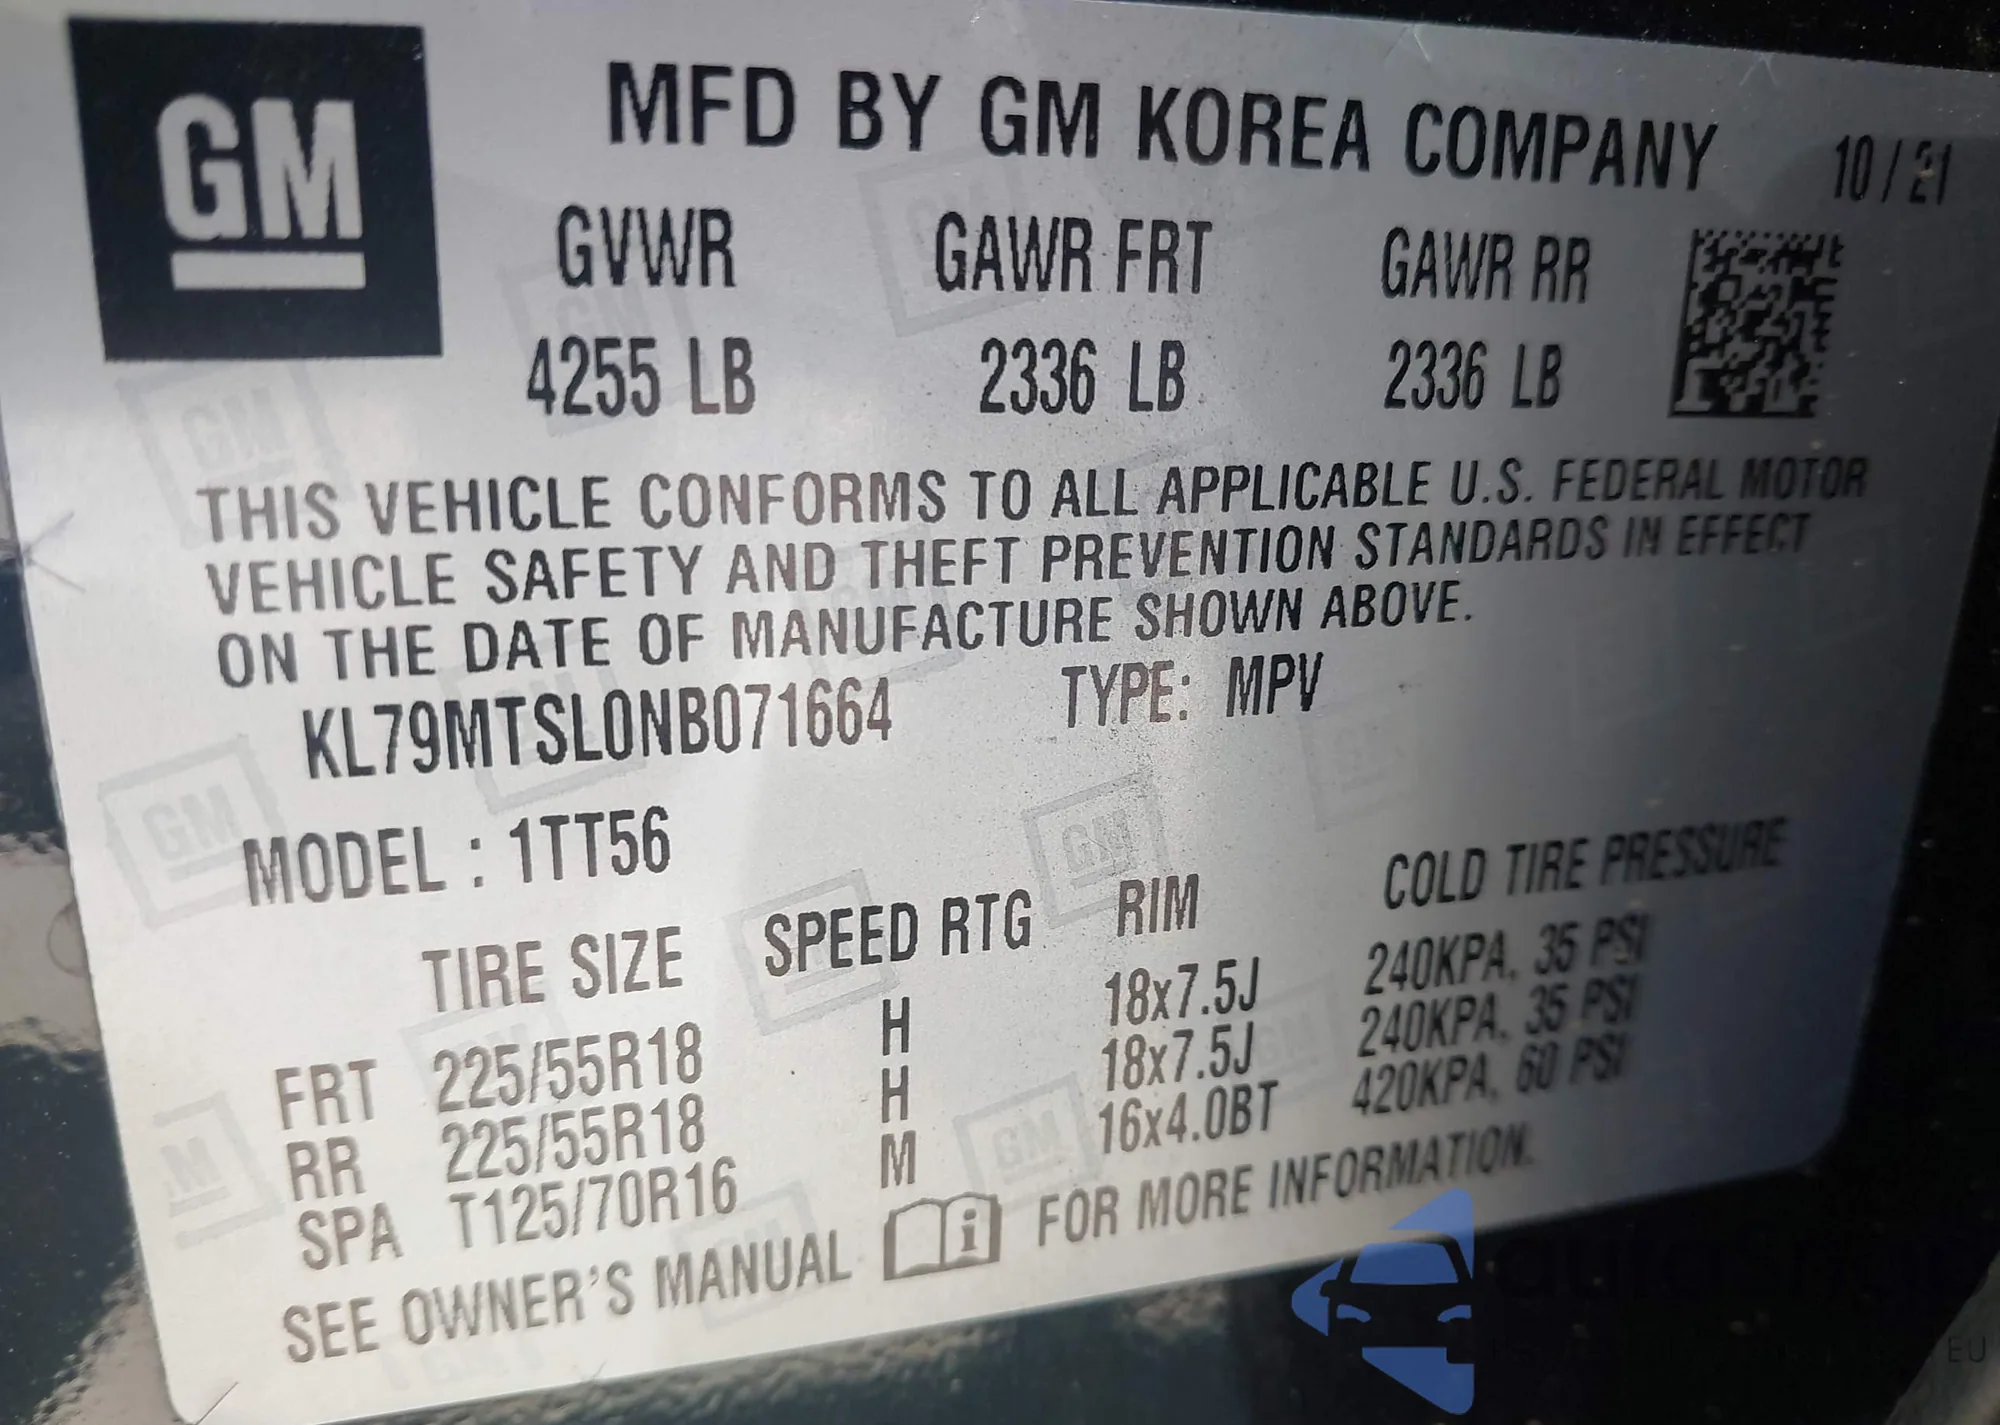 GM
MFD BY GM KOREA COMPANY 10/21
GVWR GAWR FRT GAWR RR
4255 LB 2336 LB 2336 LB
THIS VEHICLE CONFORMS TO ALL APPLICABLE U.S. FEDERAL MOTOR
VEHICLE SAFETY AND THEFT PREVENTION STANDARDS IN EFFECT
ON THE DATE OF MANUFACTURE SHOWN ABOVE.
KL79MTSL0NB071664 TYPE: MPV
MODEL : 1TT56
TIRE SIZE SPEED RTG RIM COLD TIRE PRESSURE
FRT 225/55R18 H 18x7.5J 240KPA, 35 PSI
RR 225/55R18 H 18x7.5J 240KPA, 35 PSI
SPA T125/70R16 M 16x4.0BT 420KPA, 60 PSI
SEE OWNER'S MANUAL i FOR MORE INFORMATION.
EU